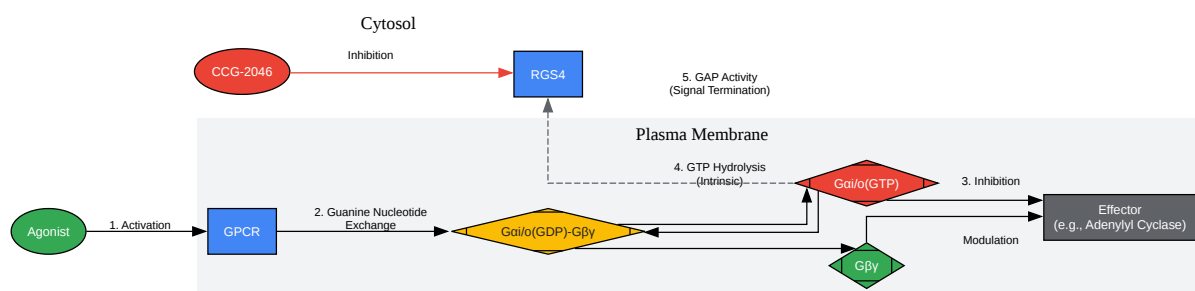 Cytosol
Inhibition
CCG-2046
RGS4
5. GAP Activity
(Signal Termination)
Plasma Membrane
4. GTP Hydrolysis
(Intrinsic)
Gαi/o(GTP)
3. Inhibition
Agonist
1. Activation
GPCR
2. Guanine Nucleotide
Exchange
Gαi/o(GDP)-Gβγ
Effector
(e.g., Adenylyl Cyclase)
Modulation
Gβγ